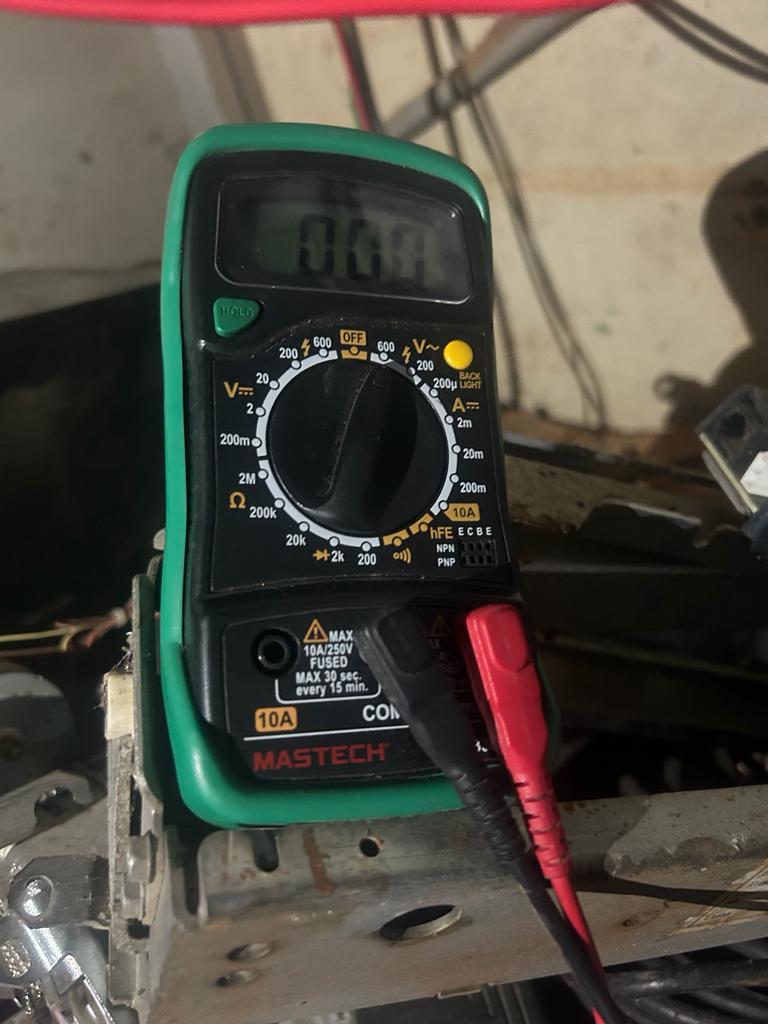 000
HOLD
OFF
600
200
20
V⎓
2
200m
2M
Ω
200k
20k
2k
200
600
V~
200
200µ
BACK
LIGHT
A⎓
2m
20m
200m
10A
hFE
E C B E
NPN
PNP
MAX
10A/250V
FUSED
MAX 30 sec.
every 15 min.
10A
MASTECH